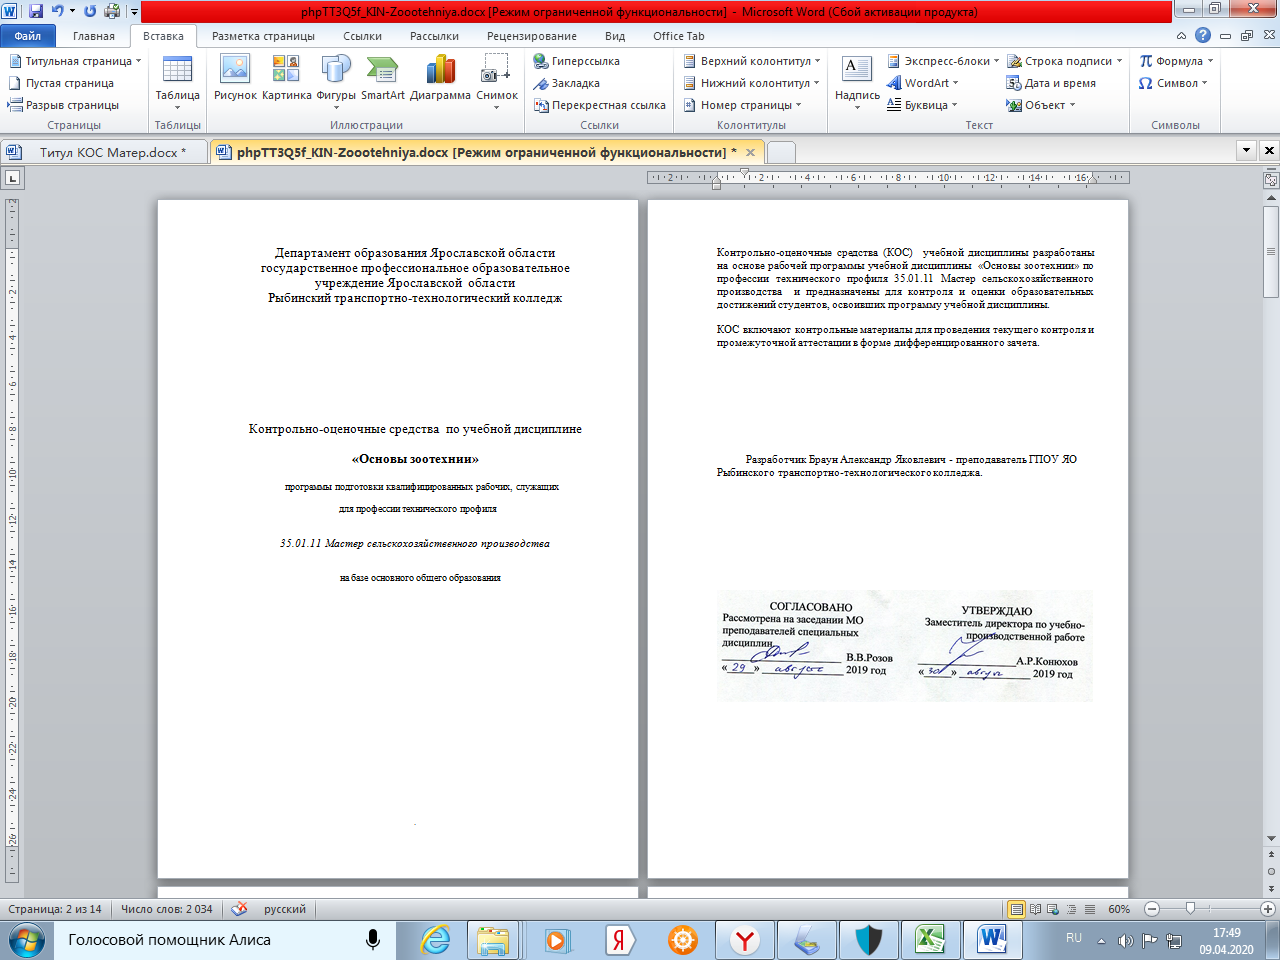 phpTT3Q5f_KIN-Zoootehniya.docx [Режим ограниченной функциональности] - Microsoft Word (Сбой активации продукта)
Файл Главная Вставка Разметка страницы Ссылки Рассылки Рецензирование Вид Office Tab
Титульная страница
Пустая страница
Разрыв страницы
Страницы
Таблица
Таблицы
Рисунок Картинка Фигуры SmartArt Диаграмма Снимок
Иллюстрации
Гиперссылка
Закладка
Перекрестная ссылка
Ссылки
Верхний колонтитул
Нижний колонтитул
Номер страницы
Колонтитулы
Надпись
Экспресс-блоки
WordArt
Буквица
Строка подписи
Дата и время
Объект
Текст
Формула
Символ
Символы
Титул КОС Матер.docx *
phpTT3Q5f_KIN-Zoootehniya.docx [Режим ограниченной функциональности] *
Департамент образования Ярославской области
государственное профессиональное образовательное
учреждение Ярославской области
Рыбинский транспортно-технологический колледж
Контрольно-оценочные средства по учебной дисциплине
«Основы зоотехнии»
программы подготовки квалифицированных рабочих, служащих
для профессии технического профиля
35.01.11 Мастер сельскохозяйственного производства
на базе основного общего образования
Контрольно-оценочные средства (КОС) учебной дисциплины разработаны
на основе рабочей программы учебной дисциплины «Основы зоотехнии» по
профессии технического профиля 35.01.11 Мастер сельскохозяйственного
производства и предназначены для контроля и оценки образовательных
достижений студентов, освоивших программу учебной дисциплины.
КОС включают контрольные материалы для проведения текущего контроля и
промежуточной аттестации в форме дифференцированного зачета.
Разработчик Браун Александр Яковлевич - преподаватель ГПОУ ЯО
Рыбинского транспортно-технологического колледжа.
СОГЛАСОВАНО
Рассмотрена на заседании МО
преподавателей специальных
дисциплин
В.В.Розов
«29» август 2019 год
УТВЕРЖДАЮ
Заместитель директора по учебно-
производственной работе
А.Р.Конюхов
«30» август 2019 год
Страница: 2 из 14 Число слов: 2 034 русский 60%
Голосовой помощник Алиса
RU 17:49
09.04.2020